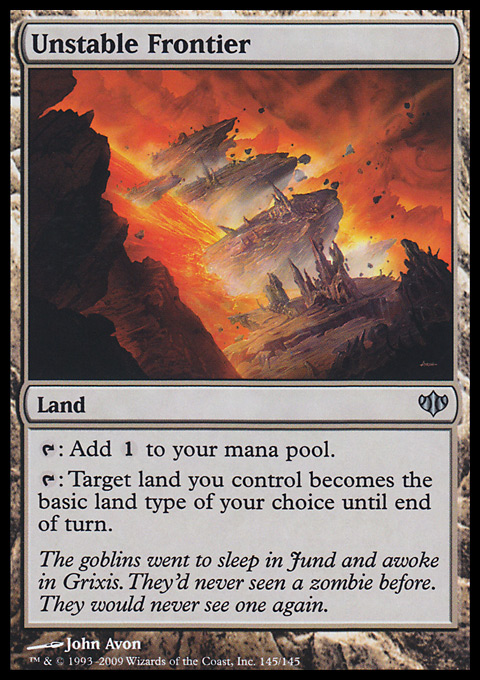 Unstable Frontier
Land
: Add 1 to your mana pool.
: Target land you control becomes the
basic land type of your choice until end
of turn.
The goblins went to sleep in Jund and awoke
in Grixis. They'd never seen a zombie before.
They would never see one again.
John Avon
™ & © 1993-2009 Wizards of the Coast, Inc. 145/145